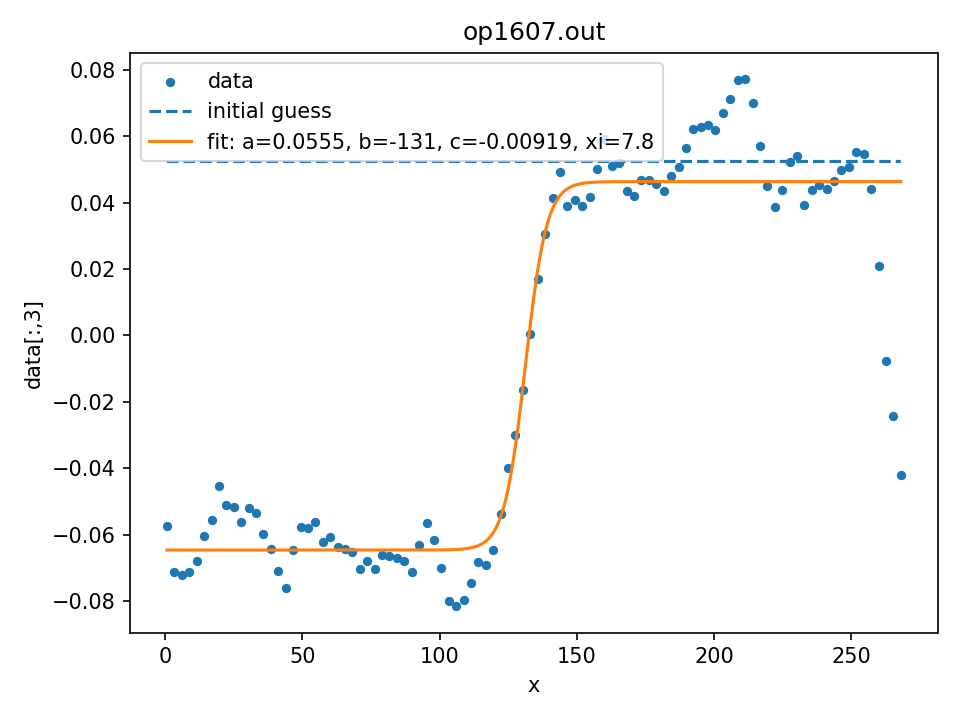 op1607.out
data
initial guess
fit: a=0.0555, b=-131, c=-0.00919, xi=7.8
0.08
0.06
0.04
0.02
0.00
−0.02
−0.04
−0.06
−0.08
data[:,3]
0 50 100 150 200 250
x